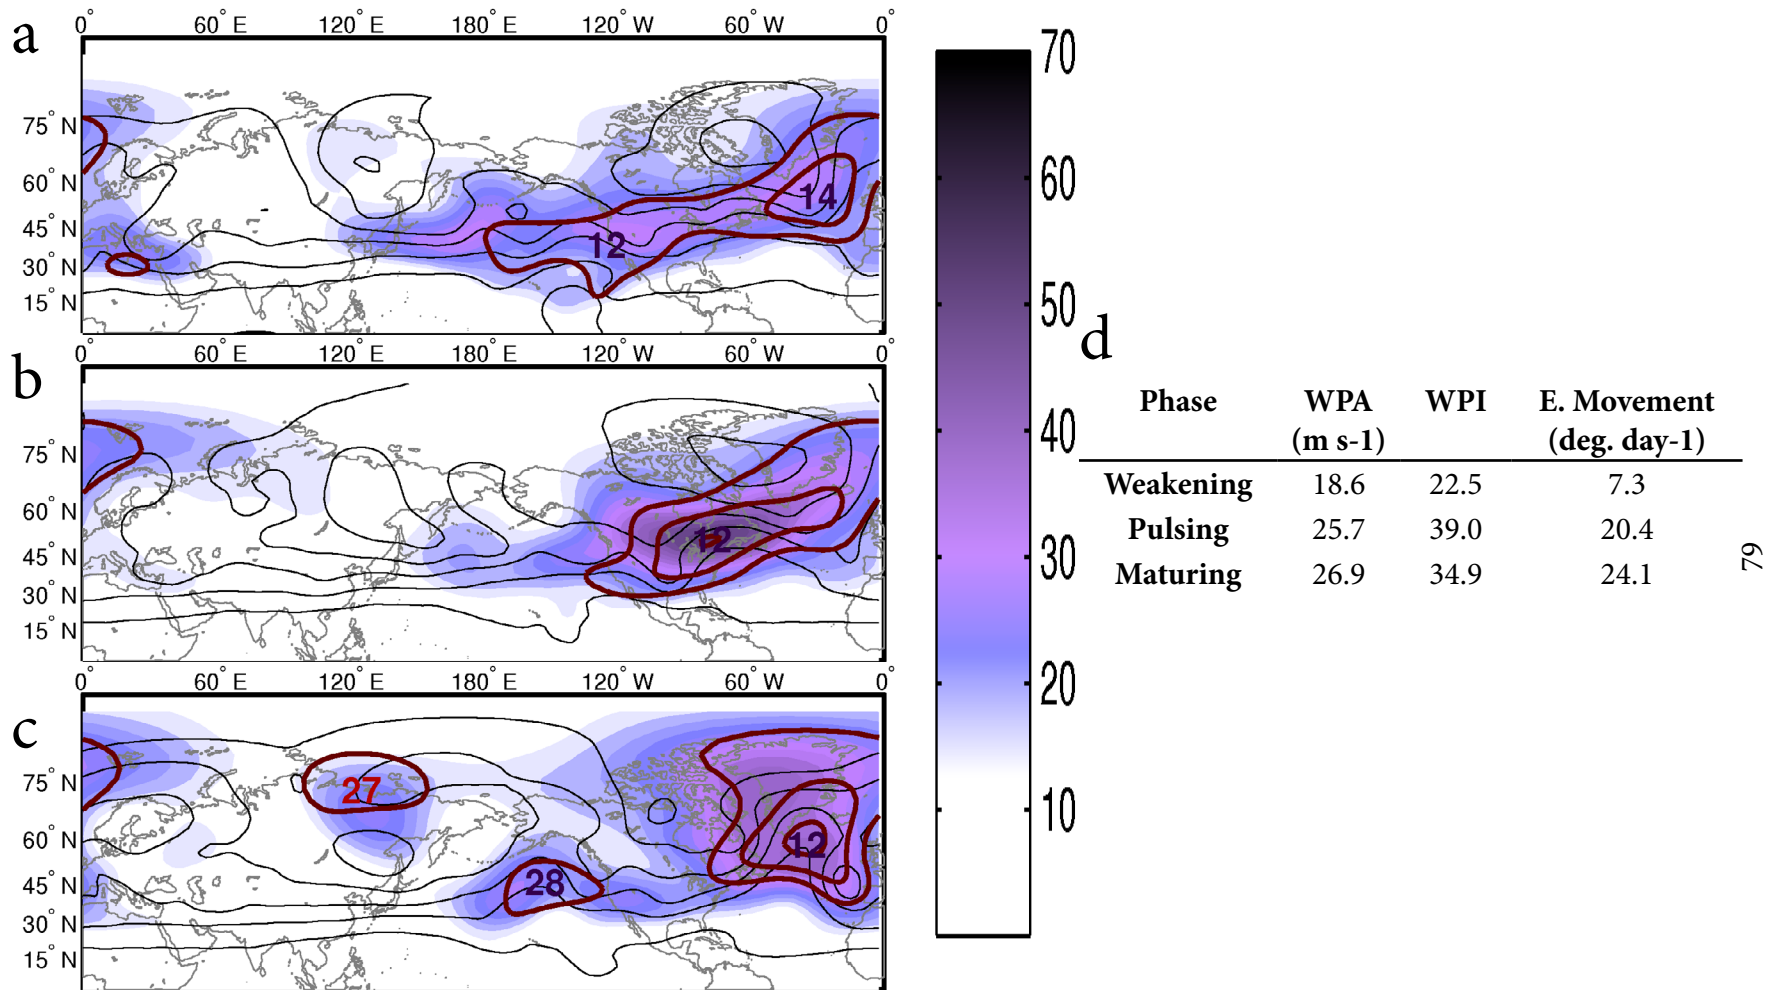 a
0° 60° E 120° E 180° E 120° W 60° W 0°
75° N
60° N
45° N
30° N
15° N
14
12
b
0° 60° E 120° E 180° E 120° W 60° W 0°
75° N
60° N
45° N
30° N
15° N
12
c
0° 60° E 120° E 180° E 120° W 60° W 0°
75° N
60° N
45° N
30° N
15° N
27
28
12
70
60
50
40
30
20
10
d
Phase WPA WPI E. Movement
(m s-1) (deg. day-1)
Weakening 18.6 22.5 7.3
Pulsing 25.7 39.0 20.4
Maturing 26.9 34.9 24.1
79